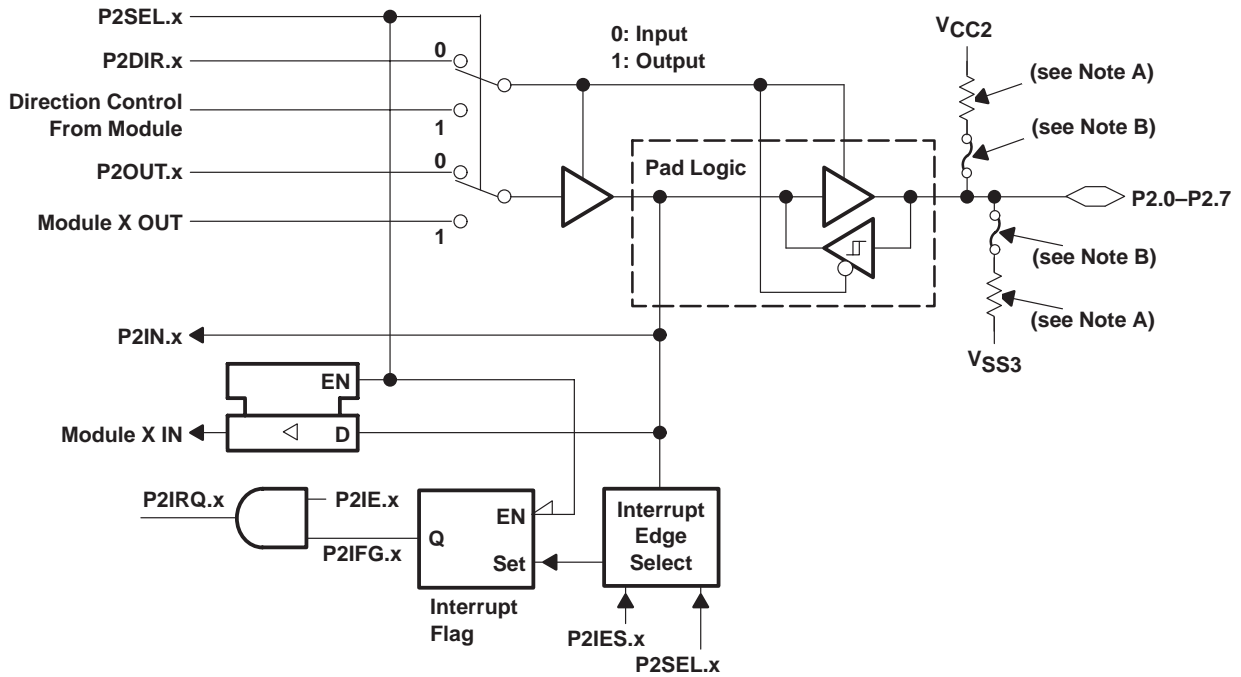 P2SEL.x
P2DIR.x
0
Direction Control
From Module
1
P2OUT.x
0
Module X OUT
1
0: Input
1: Output
Pad Logic
VCC2
(see Note A)
(see Note B)
P2.0–P2.7
(see Note B)
(see Note A)
VSS3
P2IN.x
EN
Module X IN
D
P2IRQ.x
P2IE.x
P2IFG.x
Q
EN
Set
Interrupt
Flag
Interrupt
Edge
Select
P2IES.x
P2SEL.x